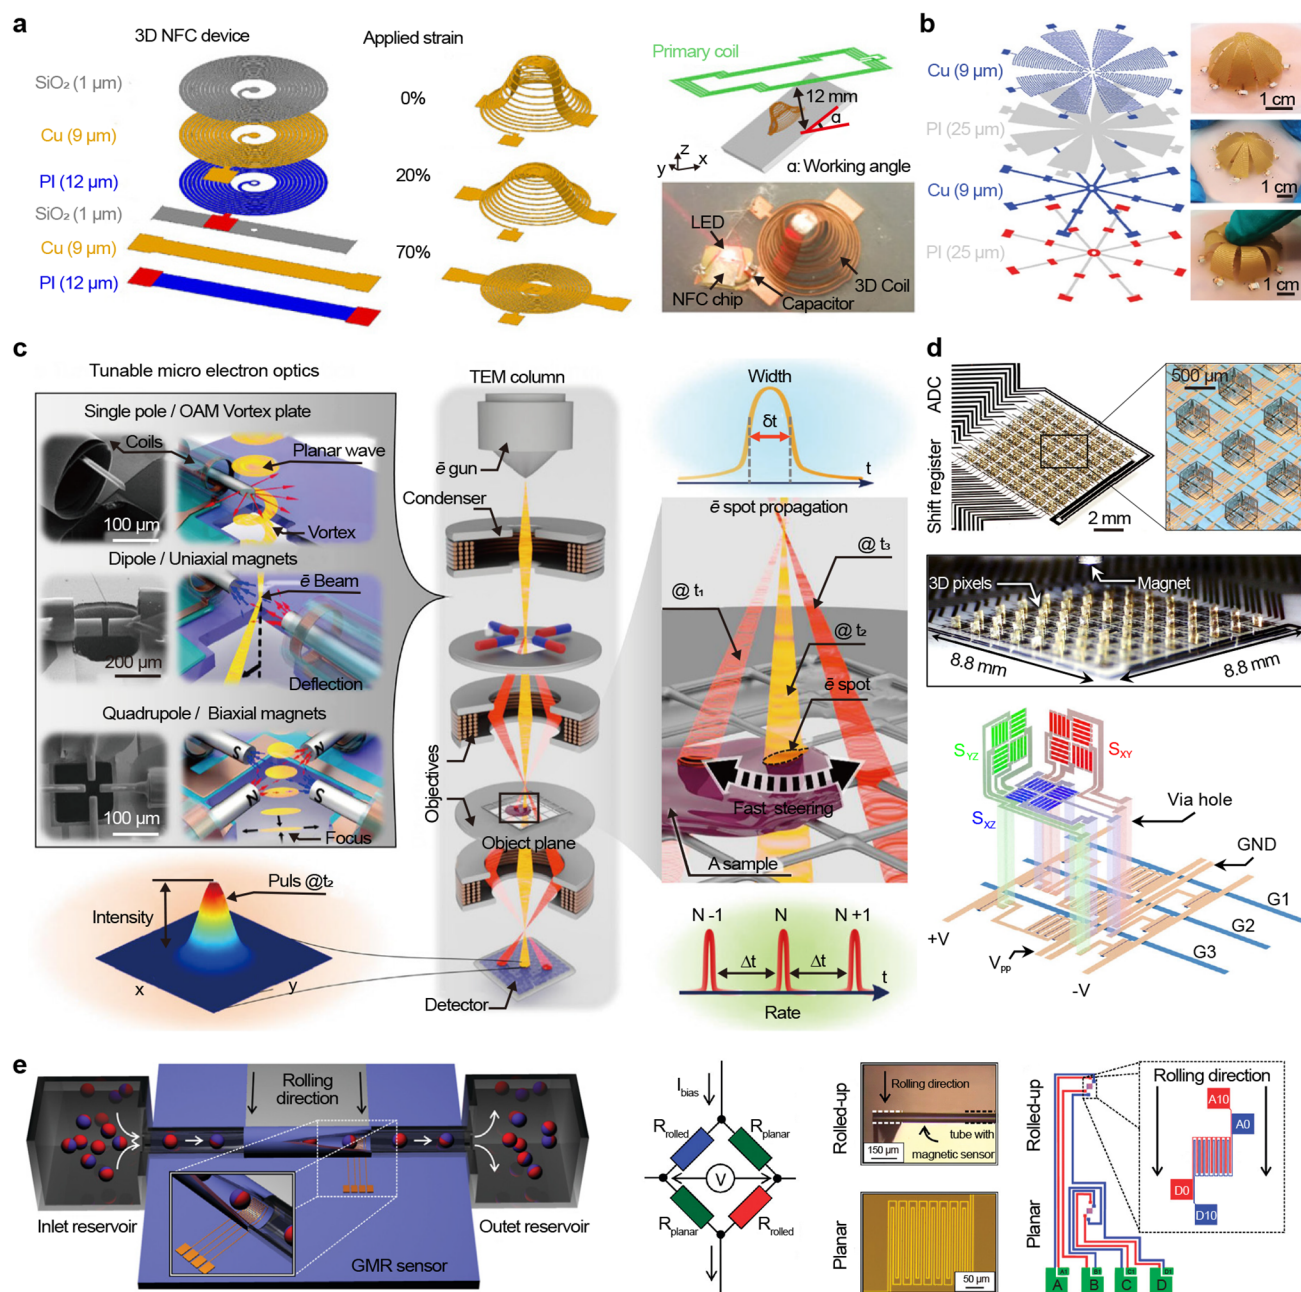 a
3D NFC device
Applied strain
SiO₂ (1 μm)
Cu (9 μm)
PI (12 μm)
SiO₂ (1 μm)
Cu (9 μm)
PI (12 μm)
0%
20%
70%
Primary coil
12 mm
α
z
y
x
α: Working angle
LED
NFC chip
Capacitor
3D Coil
b
Cu (9 μm)
PI (25 μm)
Cu (9 μm)
PI (25 μm)
1 cm
1 cm
1 cm
c
Tunable micro electron optics
Single pole / OAM Vortex plate
Coils
Planar wave
100 μm
Vortex
Dipole / Uniaxial magnets
ē Beam
200 μm
Deflection
Quadrupole / Biaxial magnets
S
N
N
S
100 μm
Focus
Intensity
Puls @t₂
x
y
TEM column
ē gun
Condenser
Objectives
Object plane
Detector
Width
δt
t
ē spot propagation
@ t₁
@ t₃
@ t₂
ē spot
Fast steering
A sample
N -1
N
N +1
Δt
Δt
t
Rate
d
ADC
Shift register
2 mm
500 μm
3D pixels
Magnet
8.8 mm
8.8 mm
S_YZ
S_XY
S_XZ
Via hole
GND
G1
G2
G3
+V
V_pp
-V
e
Rolling
direction
Inlet reservoir
Outet reservoir
GMR sensor
I_bias
R_rolled
R_planar
V
R_planar
R_rolled
Rolled-up
Rolling direction
tube with
magnetic sensor
150 μm
Planar
50 μm
Rolled-up
Planar
Rolling direction
A10
A0
D0
D10
A1
B1
C1
D1
A
B
C
D